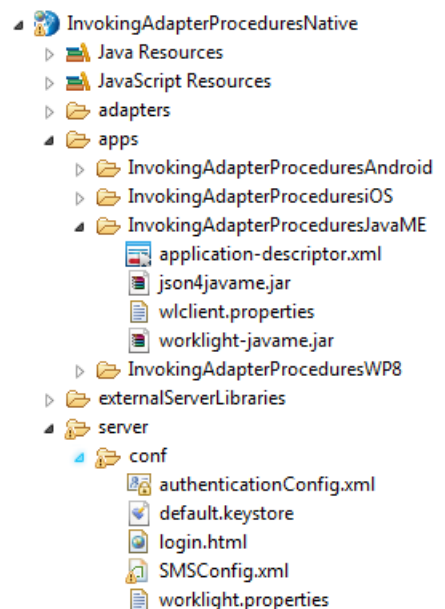 InvokingAdapterProceduresNative
Java Resources
JavaScript Resources
adapters
apps
InvokingAdapterProceduresAndroid
InvokingAdapterProceduresiOS
InvokingAdapterProceduresJavaME
application-descriptor.xml
json4javame.jar
wlclient.properties
worklight-javame.jar
InvokingAdapterProceduresWP8
externalServerLibraries
server
conf
authenticationConfig.xml
default.keystore
login.html
SMSConfig.xml
worklight.properties